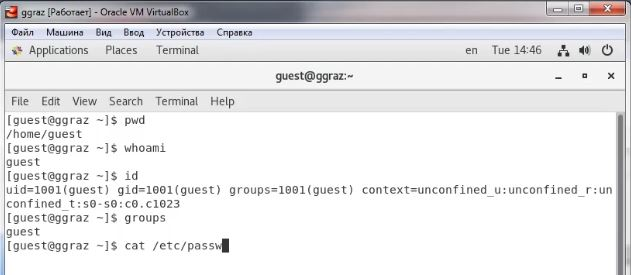 ggraz [Работает] - Oracle VM VirtualBox
Файл Машина Вид Ввод Устройства Справка
Applications Places Terminal en Tue 14:46
guest@ggraz:~
File Edit View Search Terminal Help
[guest@ggraz ~]$ pwd
/home/guest
[guest@ggraz ~]$ whoami
guest
[guest@ggraz ~]$ id
uid=1001(guest) gid=1001(guest) groups=1001(guest) context=unconfined_u:unconfined_r:un
confined_t:s0-s0:c0.c1023
[guest@ggraz ~]$ groups
guest
[guest@ggraz ~]$ cat /etc/passw